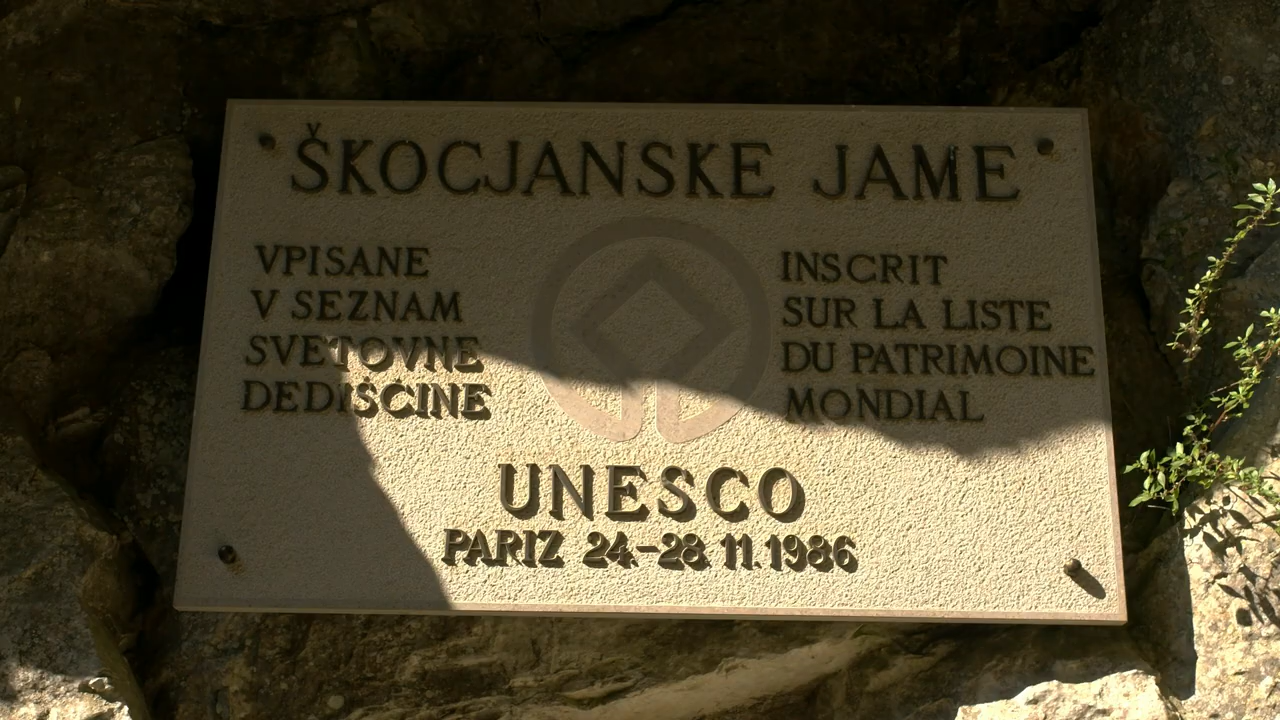 ŠKOCJANSKE JAME
VPISANE
V SEZNAM
SVETOVNE
DEDIŠČINE
INSCRIT
SUR LA LISTE
DU PATRIMOINE
MONDIAL
UNESCO
PARIZ 24-28 11.1986